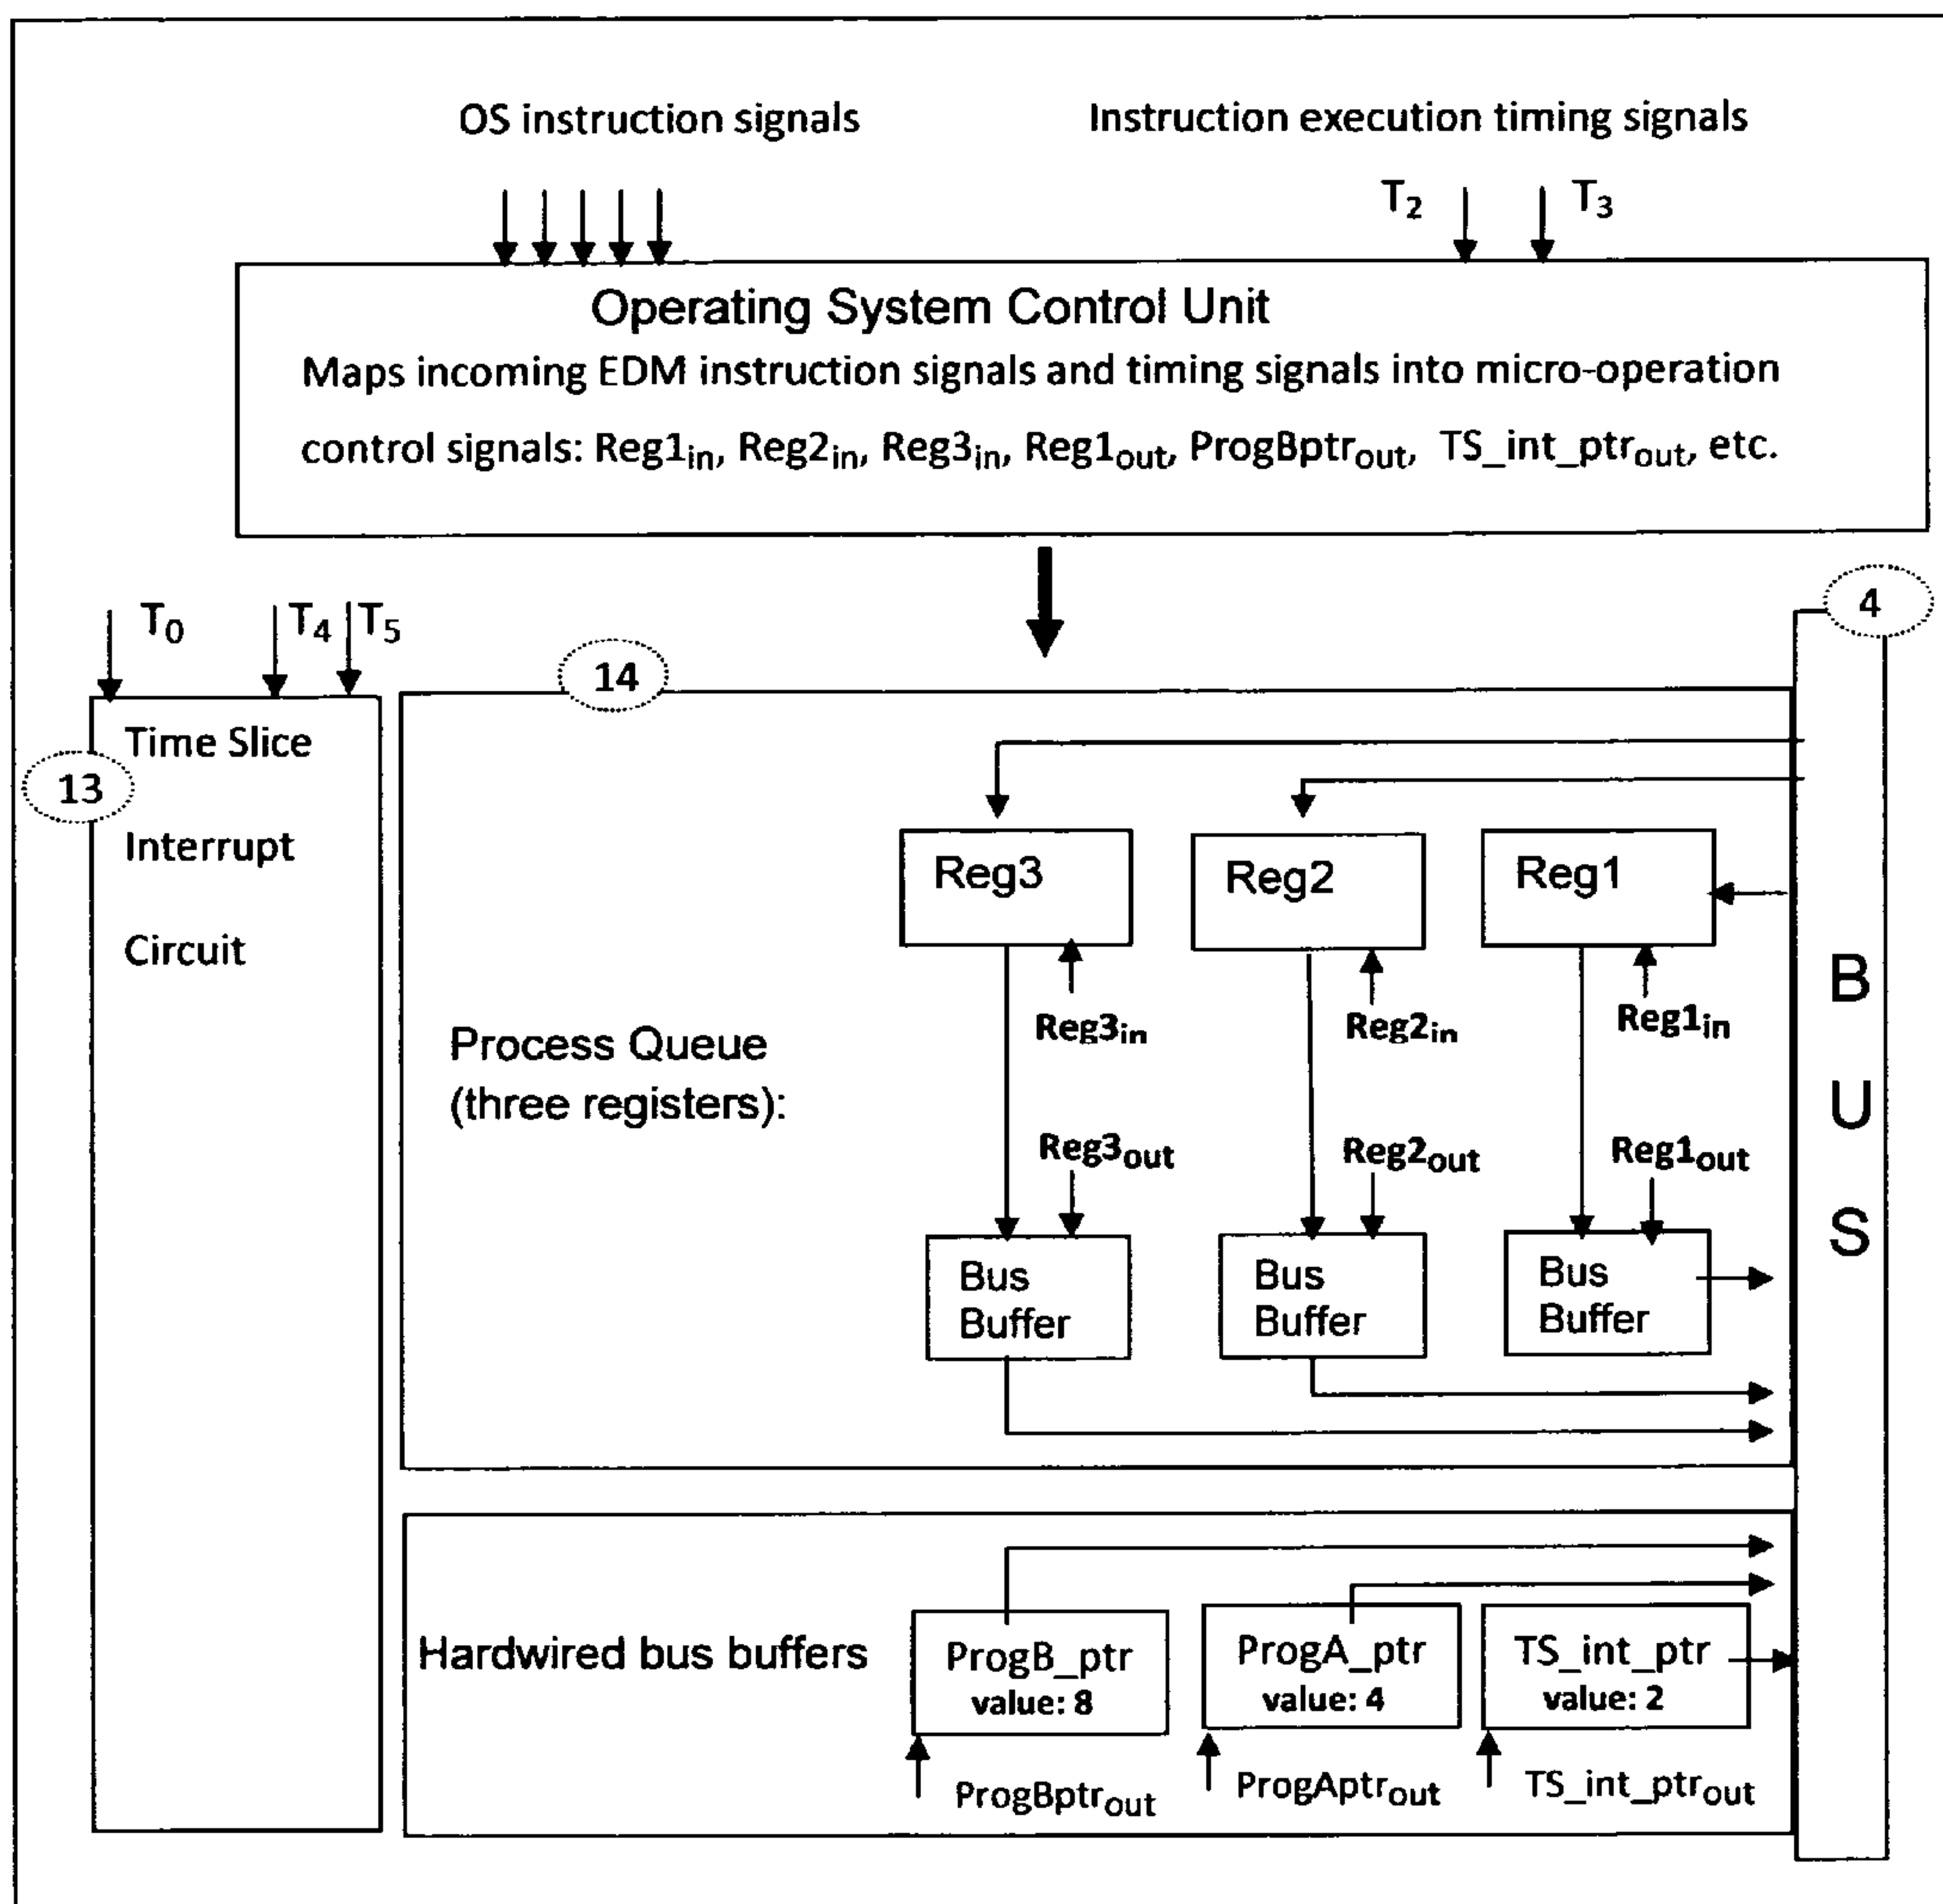 OS instruction signals
Instruction execution timing signals
T2
T3
Operating System Control Unit
Maps incoming EDM instruction signals and timing signals into micro-operation
control signals: Reg1in, Reg2in, Reg3in, Reg1out, ProgBptrout, TS_int_ptrout, etc.
T0
T4
T5
14
4
13
Time Slice
Interrupt
Circuit
Reg3
Reg2
Reg1
Reg3in
Reg2in
Reg1in
Process Queue
(three registers):
Reg3out
Reg2out
Reg1out
Bus
Buffer
Bus
Buffer
Bus
Buffer
B
U
S
Hardwired bus buffers
ProgB_ptr
value: 8
ProgA_ptr
value: 4
TS_int_ptr
value: 2
ProgBptrout
ProgAptrout
TS_int_ptrout